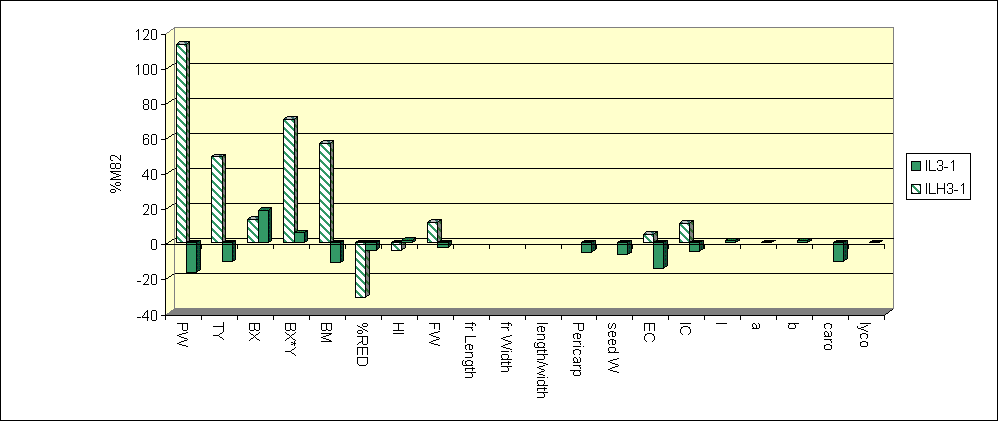 120
100
80
60
40
20
0
-20
-40
%M82
PW
TY
BX
BX*Y
BM
%RED
HI
FW
fr Length
fr Width
length/width
Pericarp
seed W
EC
IC
l
a
b
caro
lyco
IL3-1
ILH3-1